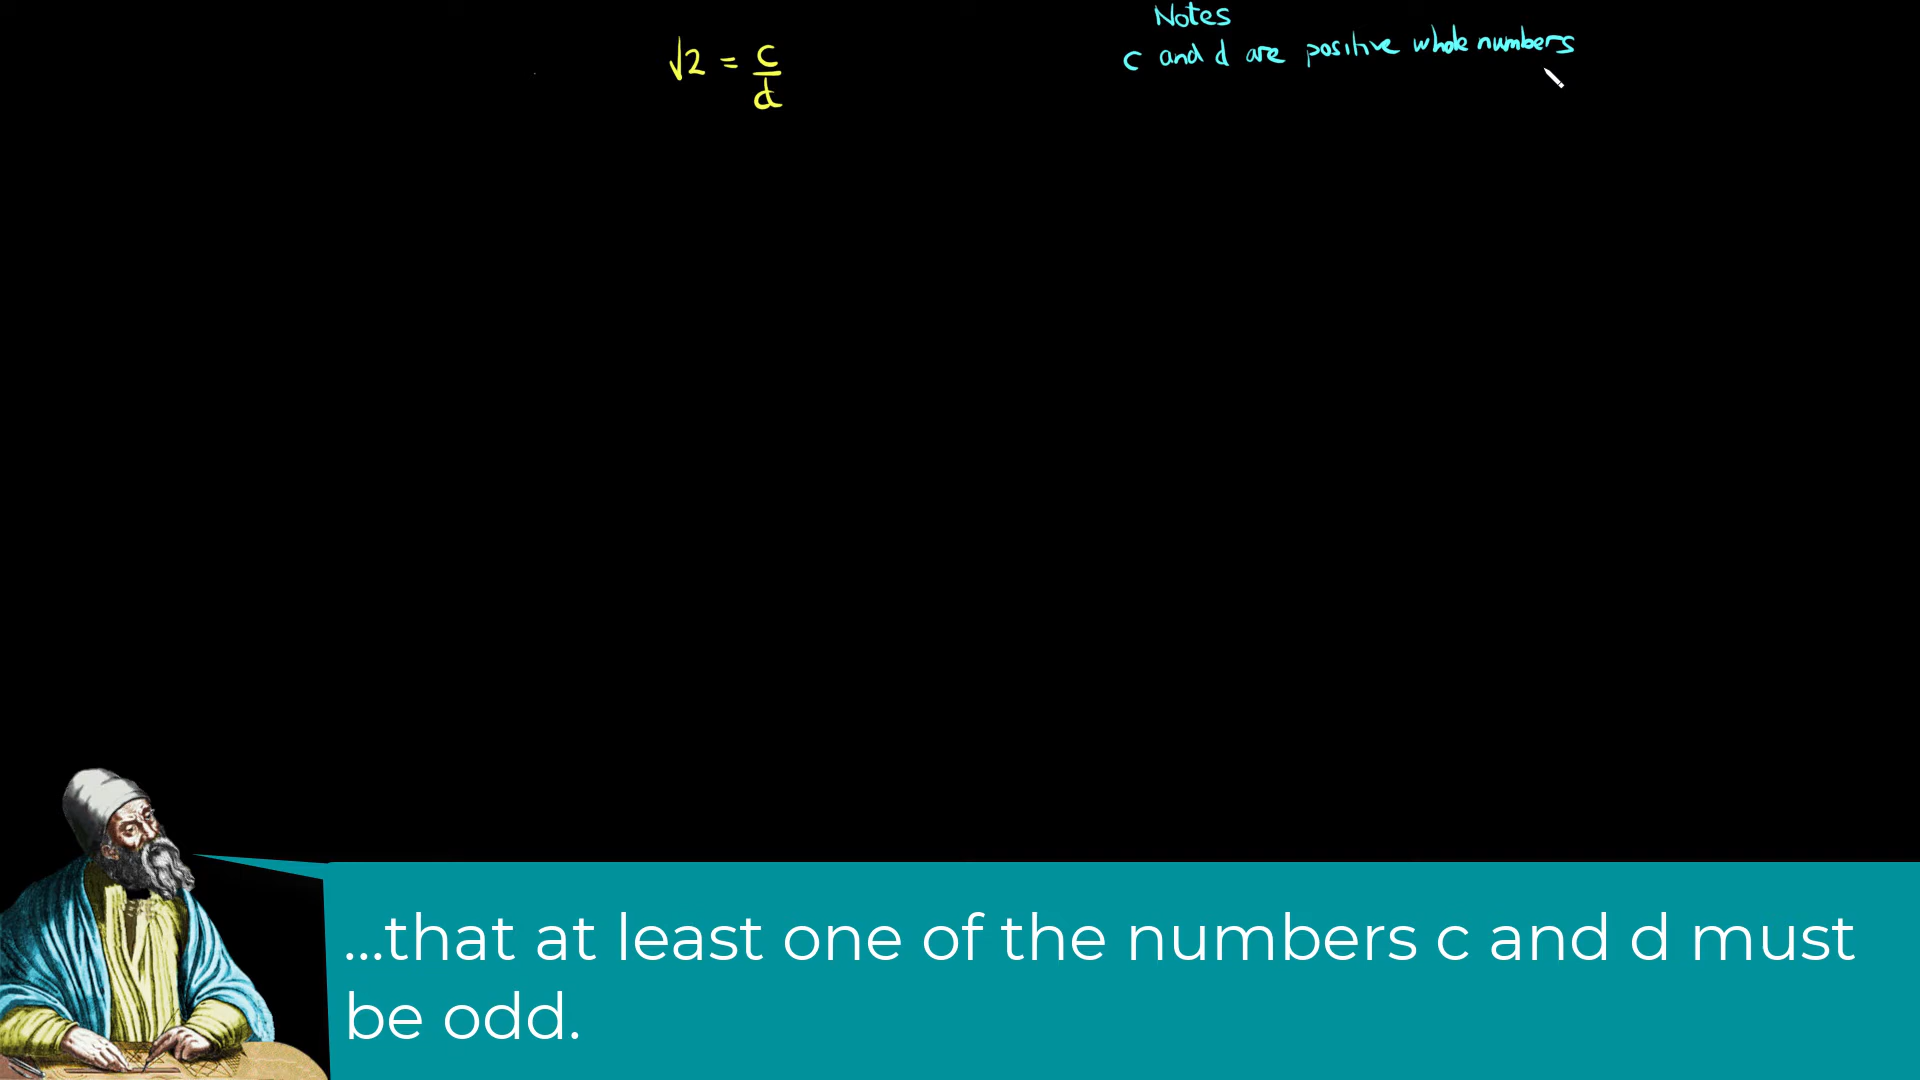 Notes
√2 = c/d
c and d are positive whole numbers
...that at least one of the numbers c and d must
be odd.